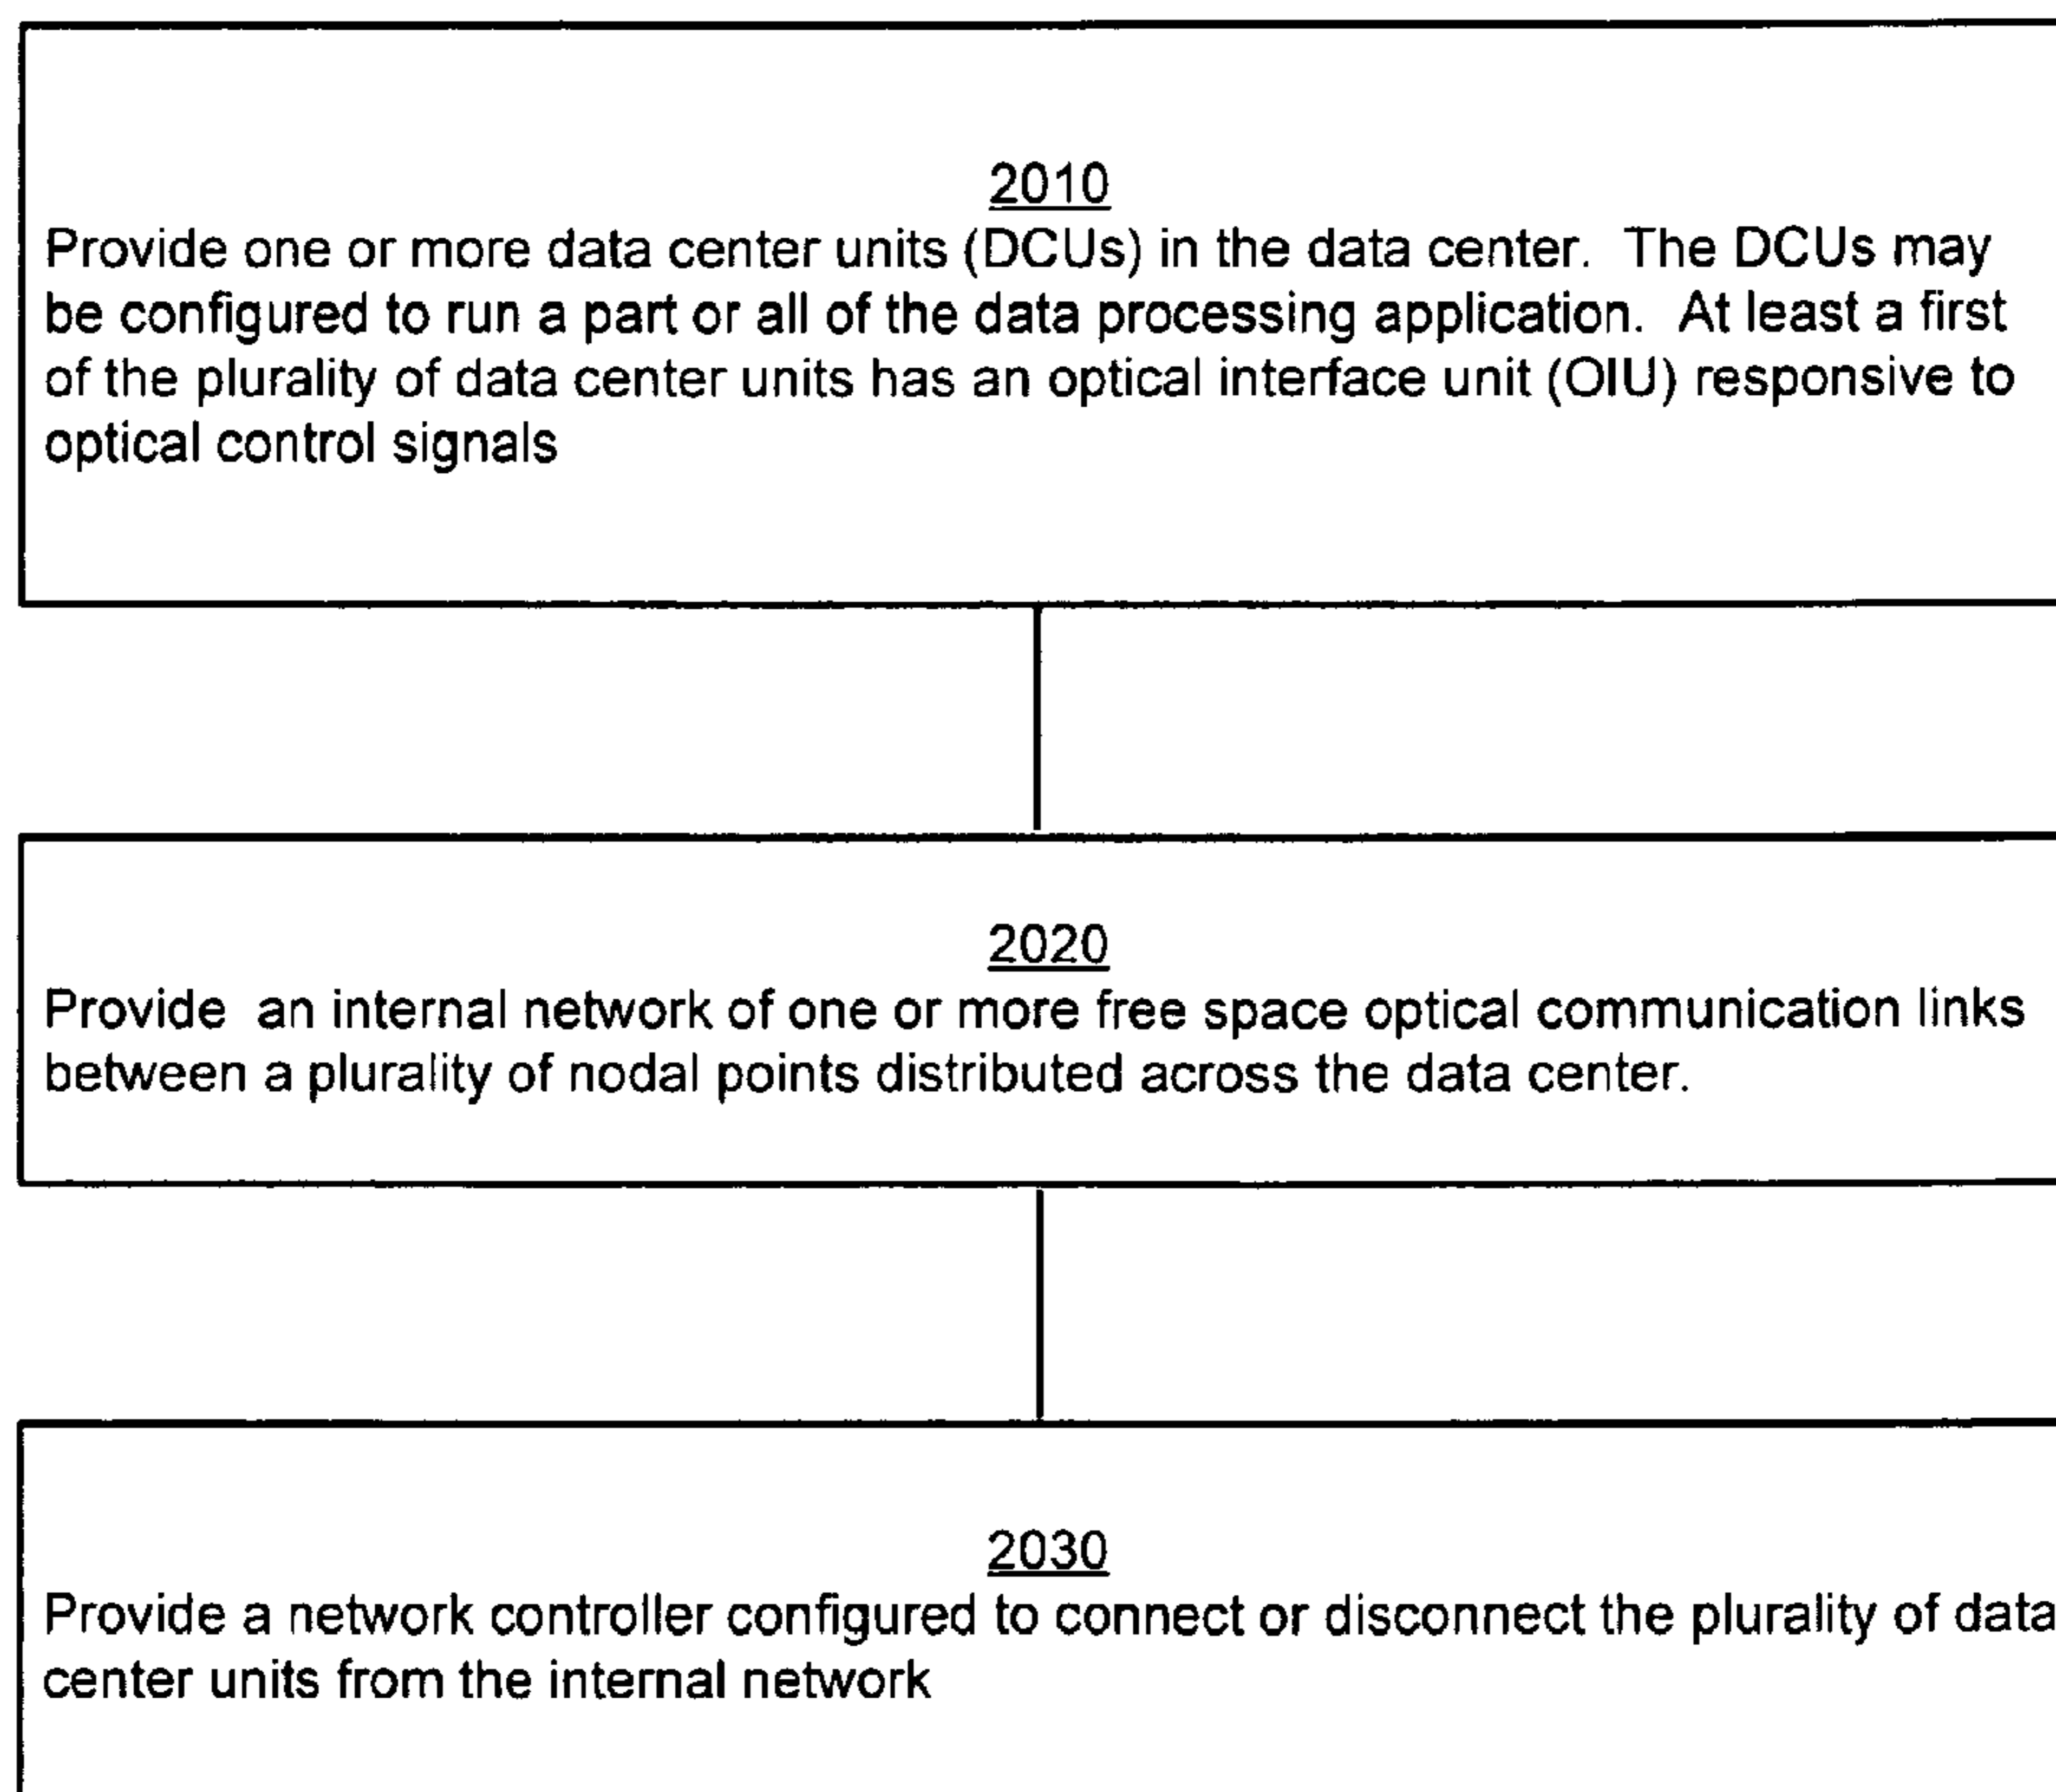 2010
Provide one or more data center units (DCUs) in the data center. The DCUs may
be configured to run a part or all of the data processing application. At least a first
of the plurality of data center units has an optical interface unit (OIU) responsive to
optical control signals
2020
Provide an internal network of one or more free space optical communication links
between a plurality of nodal points distributed across the data center.
2030
Provide a network controller configured to connect or disconnect the plurality of data
center units from the internal network